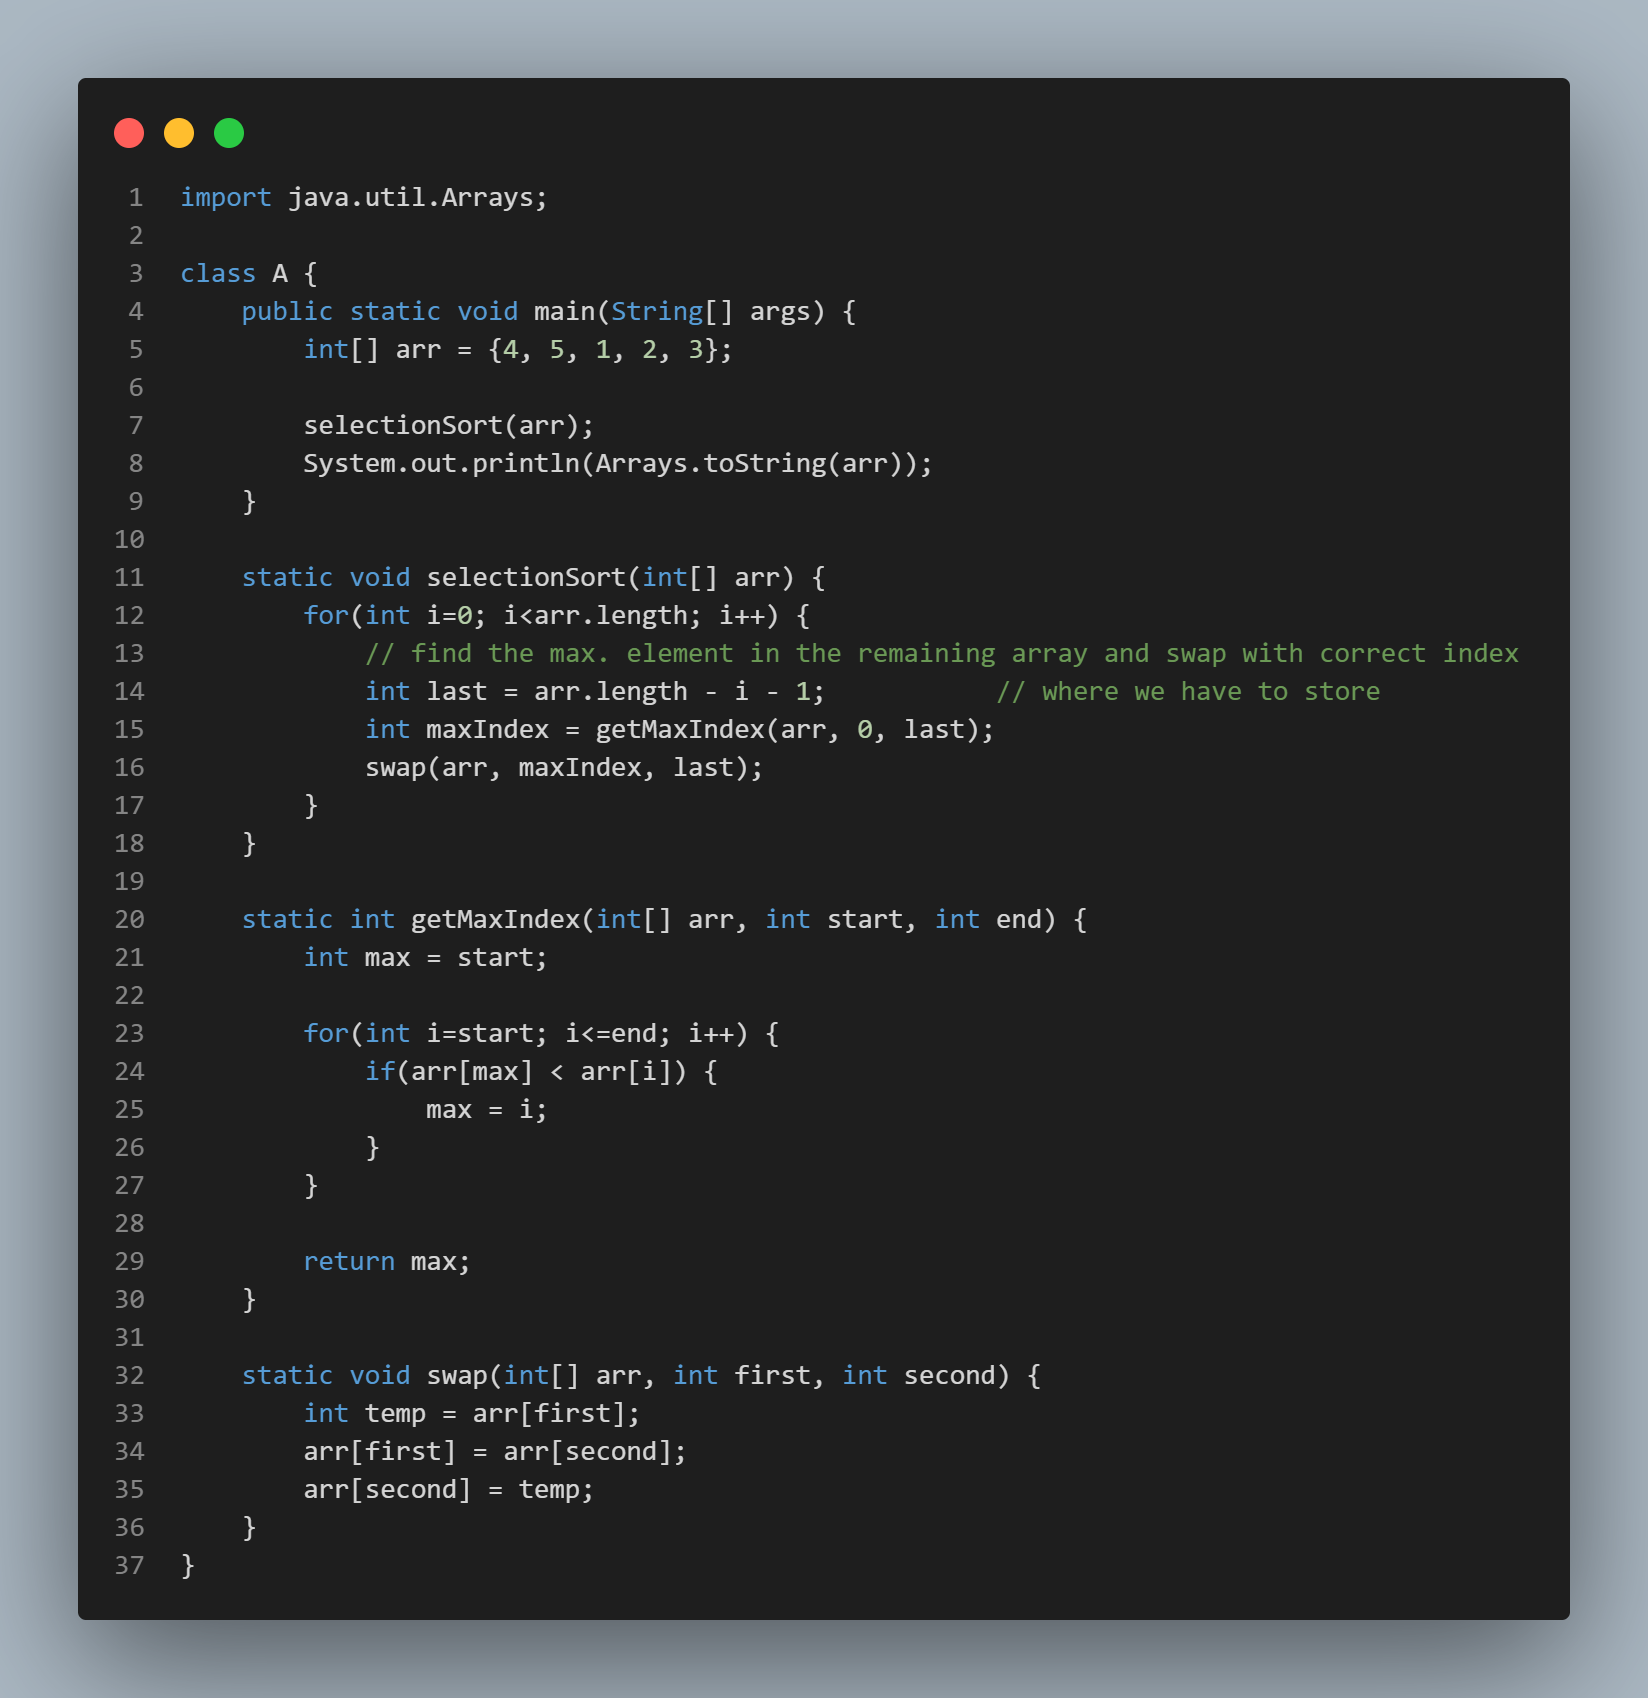 1 import java.util.Arrays;
2
3 class A {
4     public static void main(String[] args) {
5         int[] arr = {4, 5, 1, 2, 3};
6
7         selectionSort(arr);
8         System.out.println(Arrays.toString(arr));
9     }
10
11     static void selectionSort(int[] arr) {
12         for(int i=0; i<arr.length; i++) {
13             // find the max. element in the remaining array and swap with correct index
14             int last = arr.length - i - 1;           // where we have to store
15             int maxIndex = getMaxIndex(arr, 0, last);
16             swap(arr, maxIndex, last);
17         }
18     }
19
20     static int getMaxIndex(int[] arr, int start, int end) {
21         int max = start;
22
23         for(int i=start; i<=end; i++) {
24             if(arr[max] < arr[i]) {
25                 max = i;
26             }
27         }
28
29         return max;
30     }
31
32     static void swap(int[] arr, int first, int second) {
33         int temp = arr[first];
34         arr[first] = arr[second];
35         arr[second] = temp;
36     }
37 }